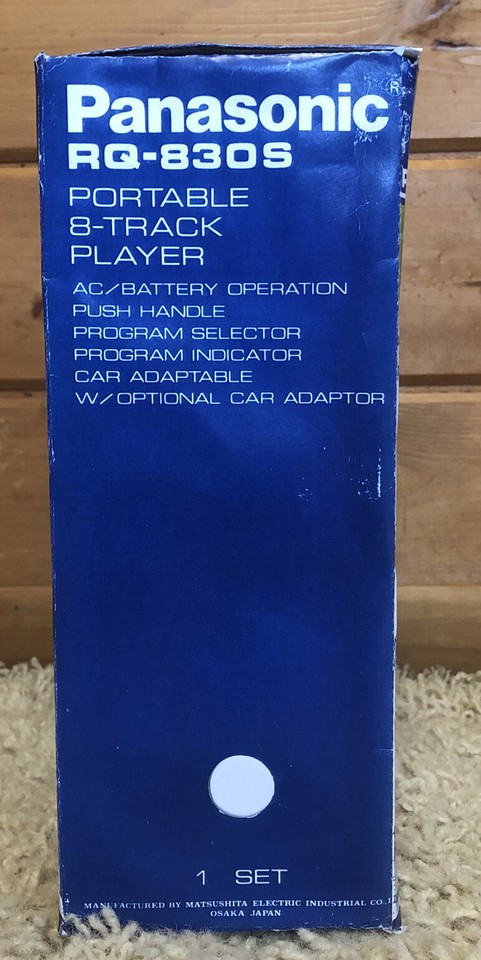 Panasonic®
RQ-830S
PORTABLE
8-TRACK
PLAYER
AC/BATTERY OPERATION
PUSH HANDLE
PROGRAM SELECTOR
PROGRAM INDICATOR
CAR ADAPTABLE
W/OPTIONAL CAR ADAPTOR
1 SET
MANUFACTURED BY MATSUSHITA ELECTRIC INDUSTRIAL CO.,
OSAKA JAPAN